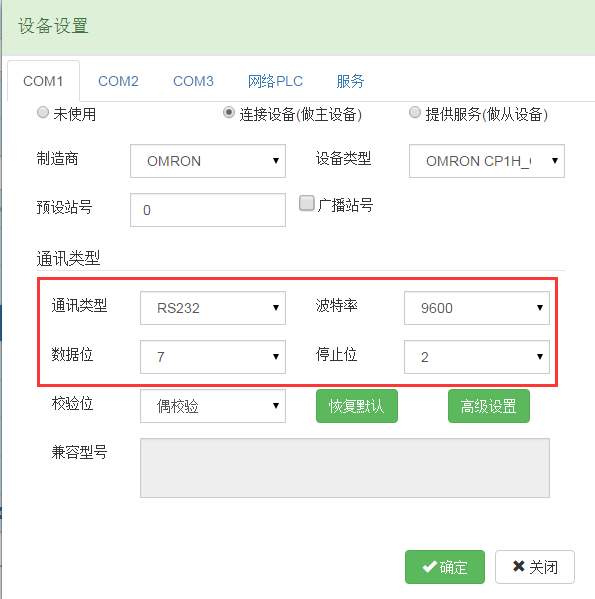 设备设置
COM1 COM2 COM3 网络PLC 服务
未使用 连接设备(做主设备) 提供服务(做从设备)
制造商 OMRON 设备类型 OMRON CP1H_
预设站号 0 广播站号
通讯类型
通讯类型 RS232 波特率 9600
数据位 7 停止位 2
校验位 偶校验 恢复默认 高级设置
兼容型号
确定 关闭